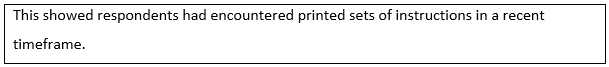 This showed respondents had encountered printed sets of instructions in a recent
timeframe.